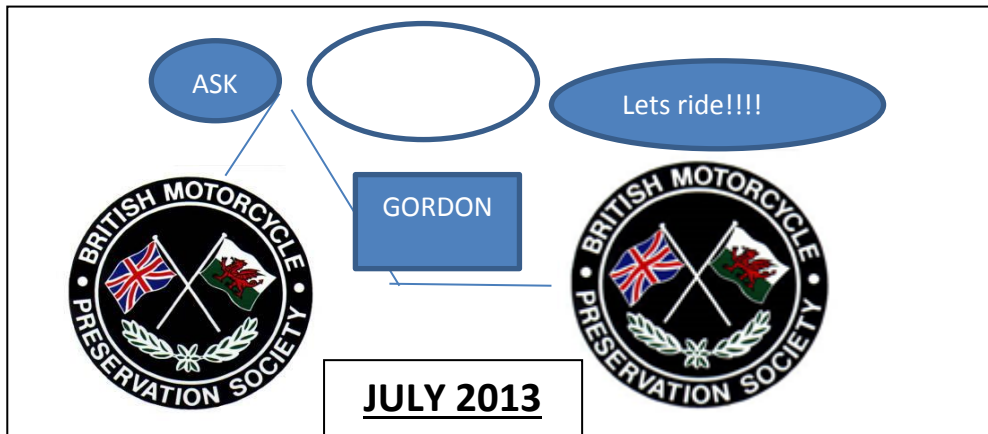 ASK
Lets ride!!!!
GORDON
BRITISH MOTORCYCLE
PRESERVATION SOCIETY
BRITISH MOTORCYCLE
PRESERVATION SOCIETY
JULY 2013